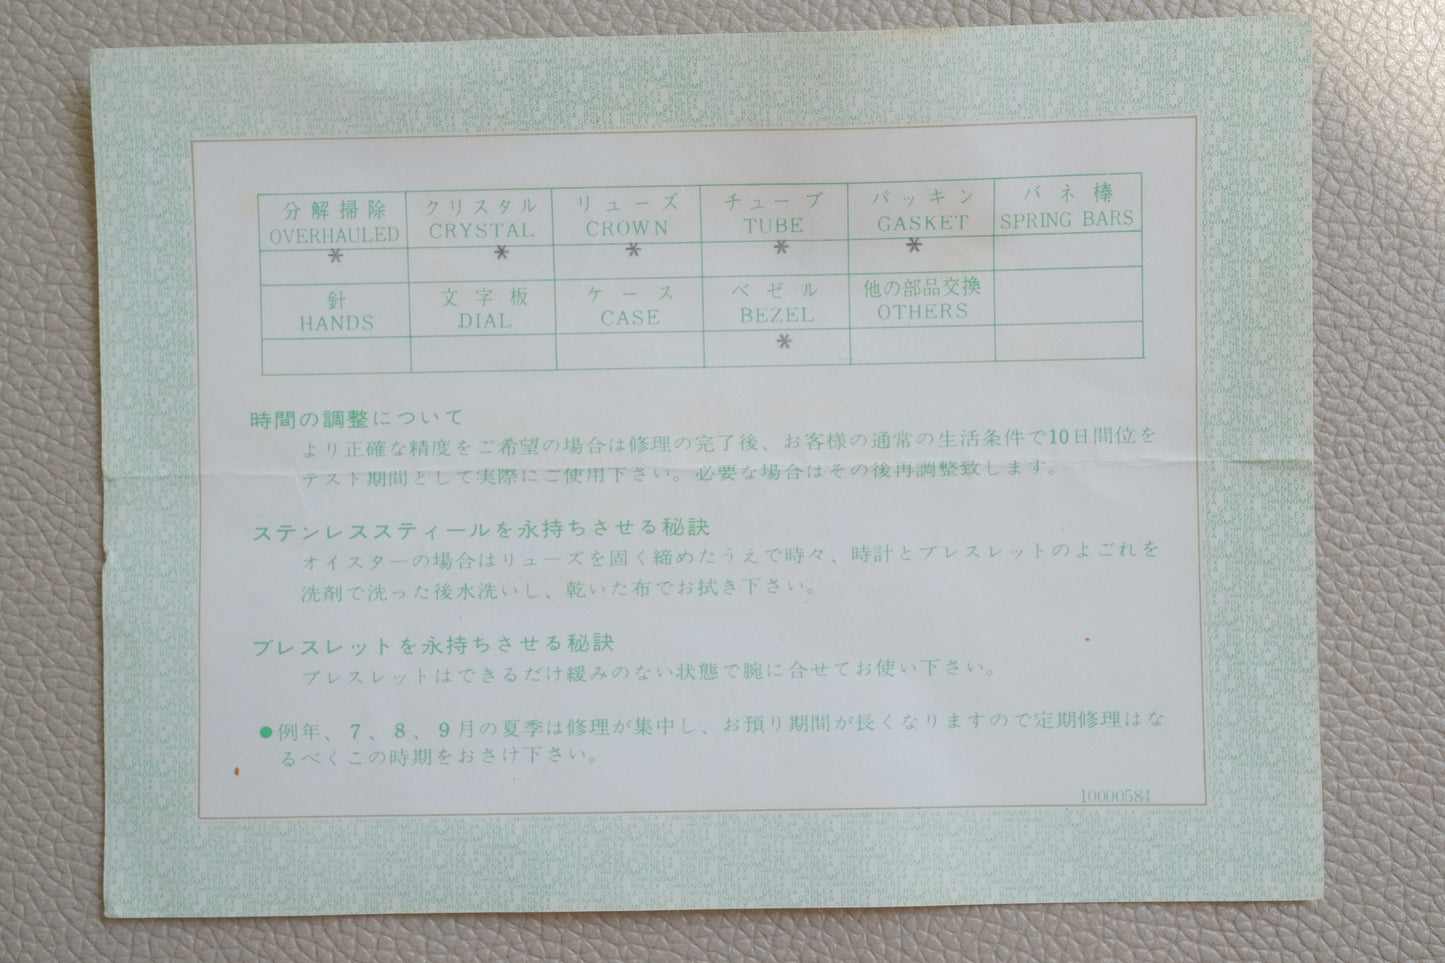 分解掃除 クリスタル リューズ チューブ パッキン バネ棒
OVERHAULED CRYSTAL CROWN TUBE GASKET SPRING BARS
* * * * *
針 文字板 ケース ベゼル 他の部品交換
HANDS DIAL CASE BEZEL OTHERS
*
時間の調整について
より正確な精度をご希望の場合は修理の完了後、お客様の通常の生活条件で10日間位を
テスト期間として実際にご使用下さい。必要な場合はその後再調整致します。
ステンレススティールを永持ちさせる秘訣
オイスターの場合はリューズを固く締めたうえで時々、時計とブレスレットのよごれを
洗剤で洗った後水洗いし、乾いた布でお拭き下さい。
ブレスレットを永持ちさせる秘訣
ブレスレットはできるだけ緩みのない状態で腕に合せてお使い下さい。
●例年、7、8、9月の夏季は修理が集中し、お預り期間が長くなりますので定期修理はな
るべくこの時期をおさけ下さい。
10000584